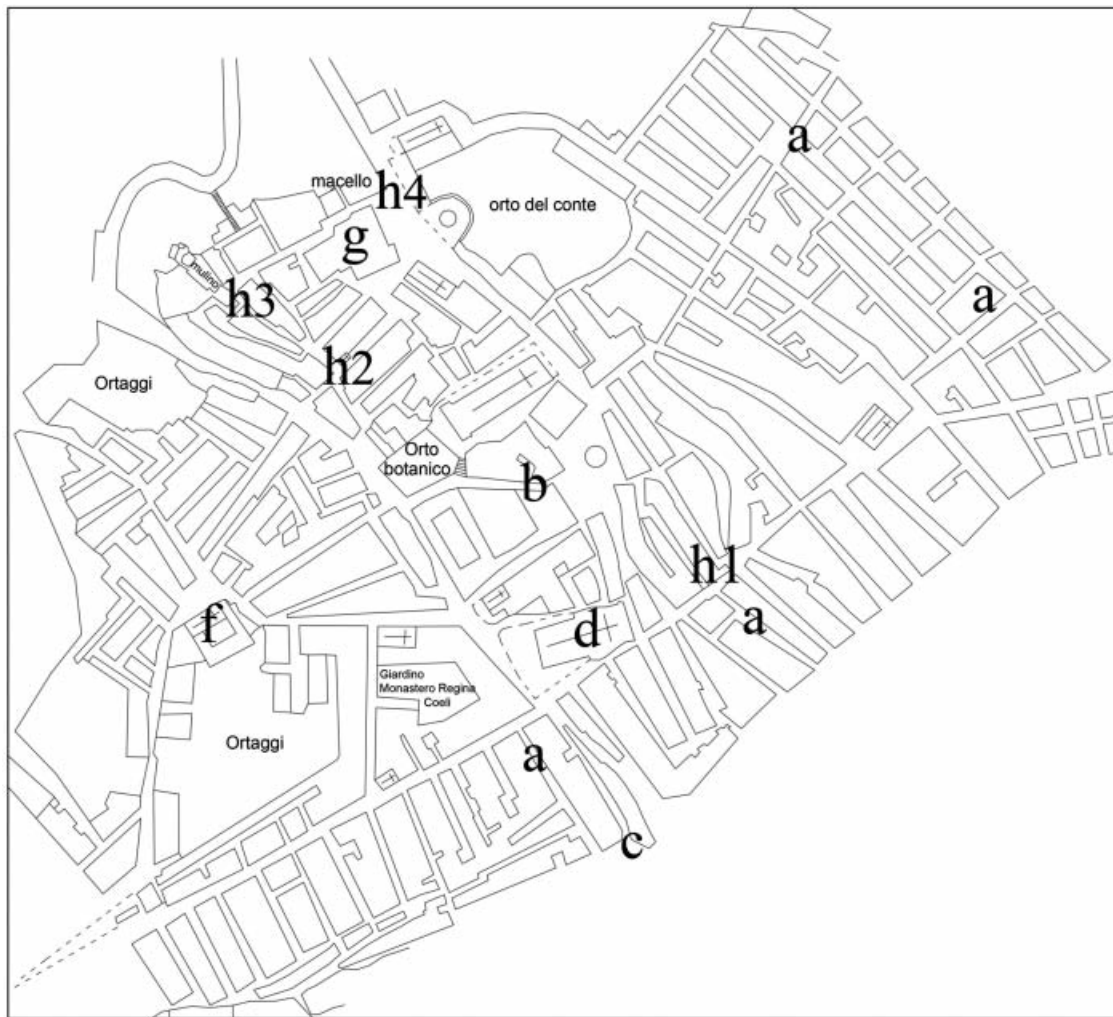 a
macello
h4
orto del conte
g
mulino
h3
a
h2
Ortaggi
Orto
botanico
b
h1
f
d
a
Giardino
Monastero Regina
Coeli
Ortaggi
a
c